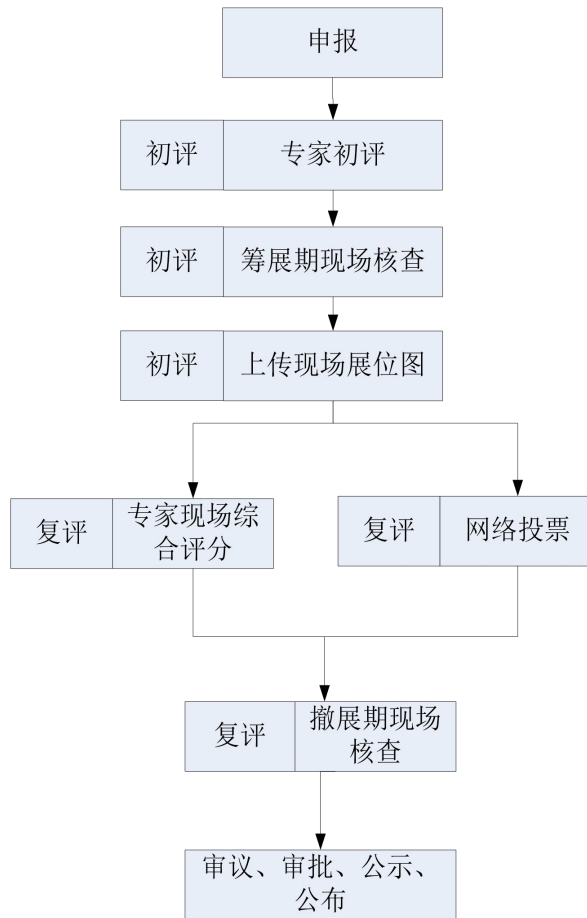 申报
初评 专家初评
初评 筹展期现场核查
初评 上传现场展位图
复评 专家现场综
合评分
复评 网络投票
复评 撤展期现场
核查
审议、审批、公示、
公布